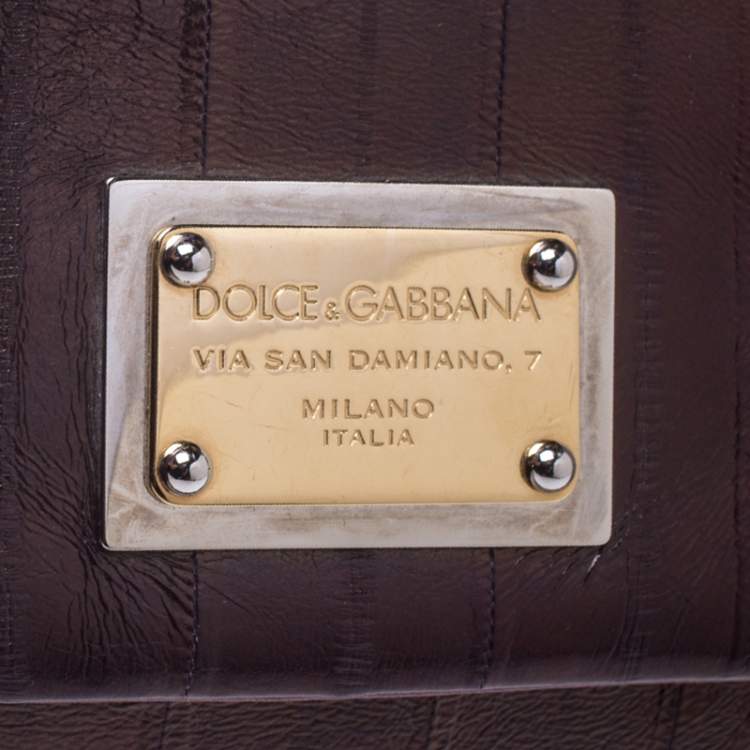 DOLCE & GABBANA
VIA SAN DAMIANO, 7
MILANO
ITALIA